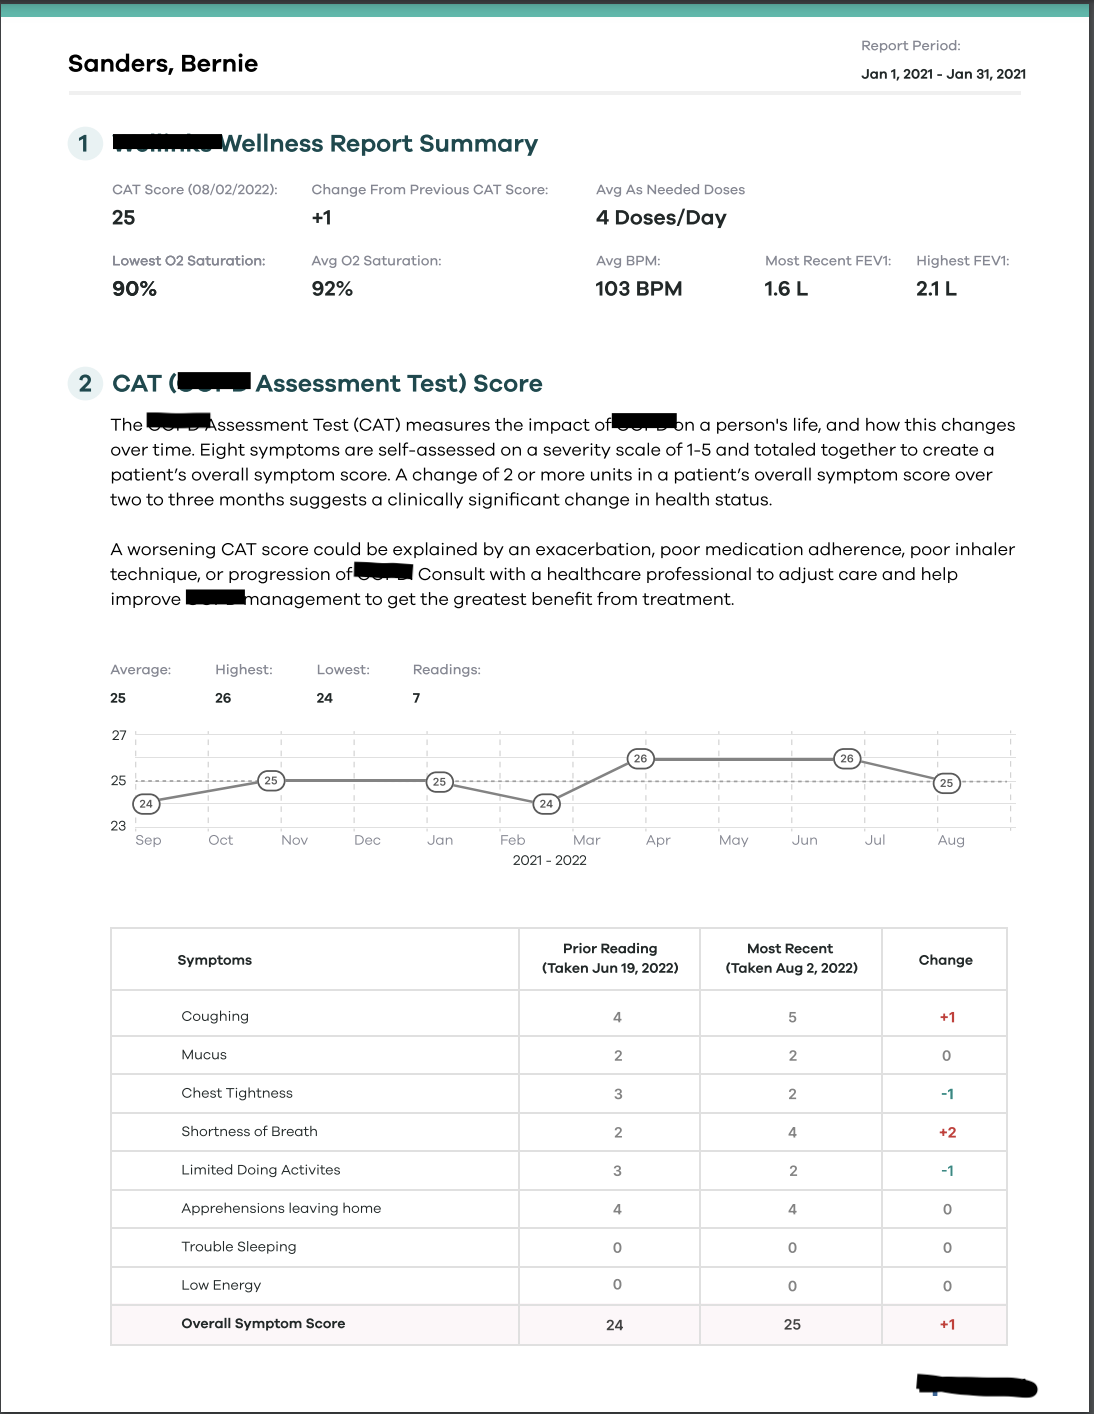 Sanders, Bernie
Report Period:
Jan 1, 2021 - Jan 31, 2021
1
Wellness Report Summary
CAT Score (08/02/2022):
Change From Previous CAT Score:
Avg As Needed Doses
25
+1
4 Doses/Day
Lowest O2 Saturation:
Avg O2 Saturation:
Avg BPM:
Most Recent FEV1:
Highest FEV1:
90%
92%
103 BPM
1.6 L
2.1 L
2
CAT ( Assessment Test) Score
The Assessment Test (CAT) measures the impact of on a person's life, and how this changes
over time. Eight symptoms are self-assessed on a severity scale of 1-5 and totaled together to create a
patient's overall symptom score. A change of 2 or more units in a patient's overall symptom score over
two to three months suggests a clinically significant change in health status.
A worsening CAT score could be explained by an exacerbation, poor medication adherence, poor inhaler
technique, or progression of Consult with a healthcare professional to adjust care and help
improve management to get the greatest benefit from treatment.
Average:
Highest:
Lowest:
Readings:
25
26
24
7
27
25
23
24
25
25
24
26
26
25
Sep
Oct
Nov
Dec
Jan
Feb
Mar
Apr
May
Jun
Jul
Aug
2021 - 2022
Symptoms
Prior Reading
(Taken Jun 19, 2022)
Most Recent
(Taken Aug 2, 2022)
Change
Coughing 4 5 +1
Mucus 2 2 0
Chest Tightness 3 2 -1
Shortness of Breath 2 4 +2
Limited Doing Activites 3 2 -1
Apprehensions leaving home 4 4 0
Trouble Sleeping 0 0 0
Low Energy 0 0 0
Overall Symptom Score 24 25 +1